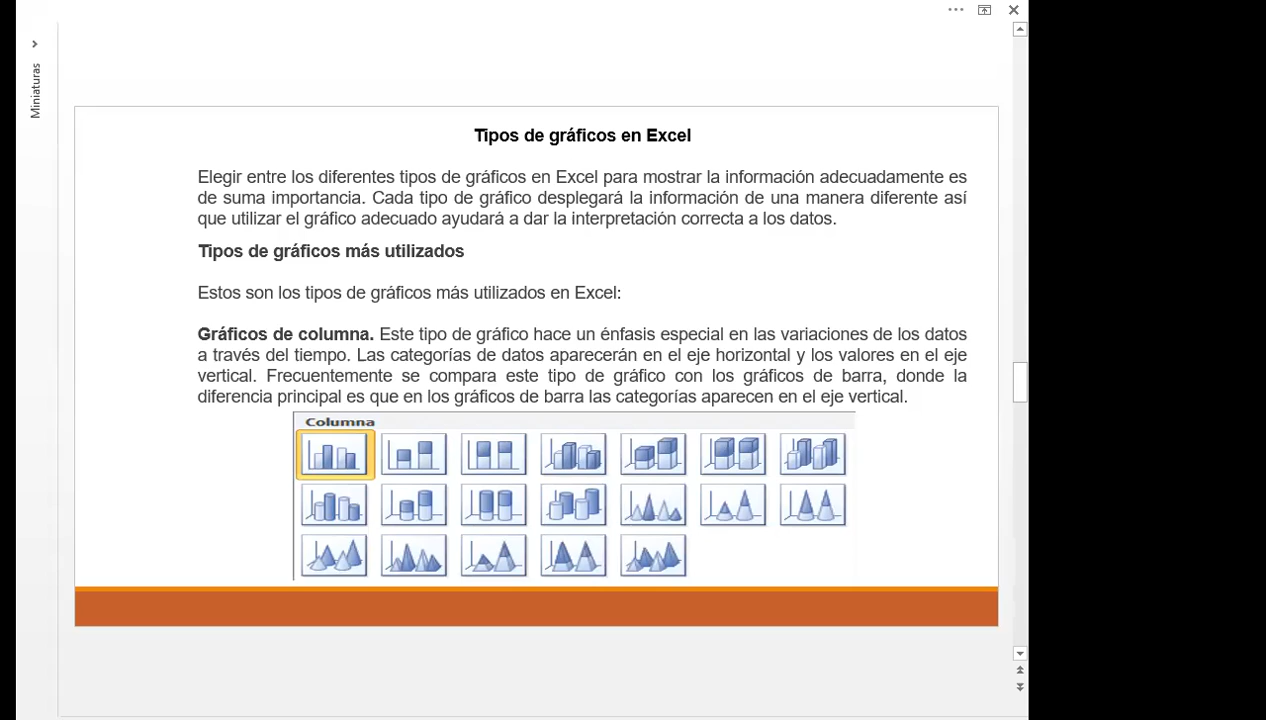 Miniaturas
Tipos de gráficos en Excel
Elegir entre los diferentes tipos de gráficos en Excel para mostrar la información adecuadamente es
de suma importancia. Cada tipo de gráfico desplegará la información de una manera diferente así
que utilizar el gráfico adecuado ayudará a dar la interpretación correcta a los datos.
Tipos de gráficos más utilizados
Estos son los tipos de gráficos más utilizados en Excel:
Gráficos de columna. Este tipo de gráfico hace un énfasis especial en las variaciones de los datos
a través del tiempo. Las categorías de datos aparecerán en el eje horizontal y los valores en el eje
vertical. Frecuentemente se compara este tipo de gráfico con los gráficos de barra, donde la
diferencia principal es que en los gráficos de barra las categorías aparecen en el eje vertical.
Columna